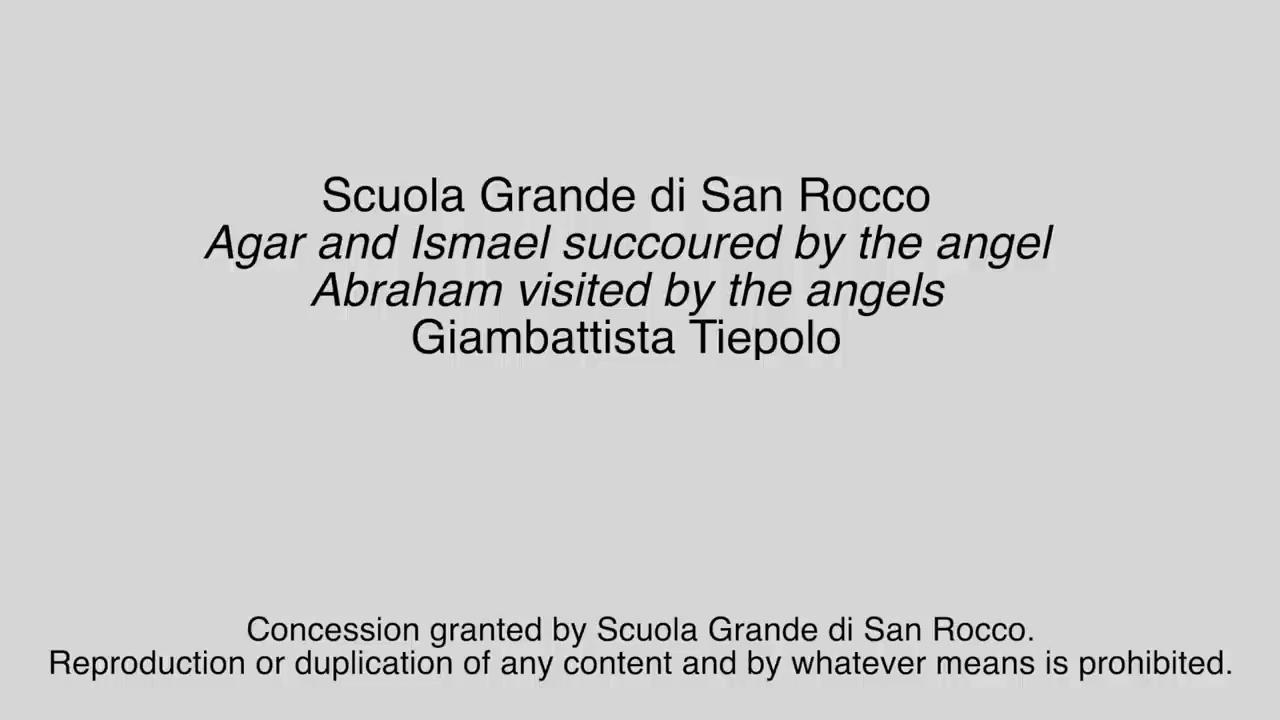 Scuola Grande di San Rocco
Agar and Ismael succoured by the angel
Abraham visited by the angels
Giambattista Tiepolo
Concession granted by Scuola Grande di San Rocco.
Reproduction or duplication of any content and by whatever means is prohibited.